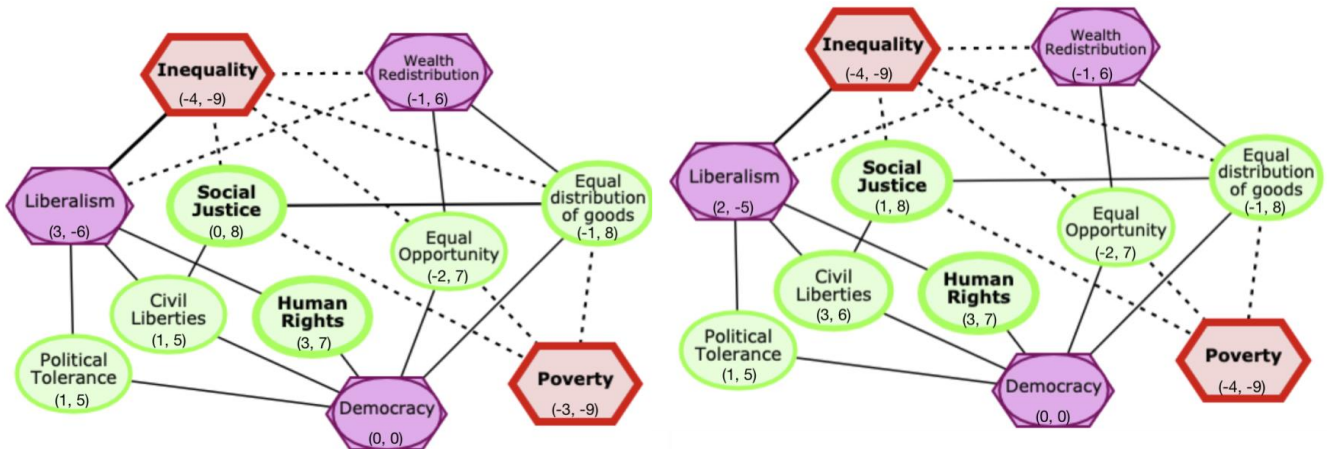 Inequality
(-4, -9)
Wealth
Redistribution
(-1, 6)
Liberalism
(3, -6)
Social
Justice
(0, 8)
Equal
distribution
of goods
(-1, 8)
Equal
Opportunity
(-2, 7)
Civil
Liberties
(1, 5)
Human
Rights
(3, 7)
Political
Tolerance
(1, 5)
Poverty
(-3, -9)
Democracy
(0, 0)
Inequality
(-4, -9)
Wealth
Redistribution
(-1, 6)
Liberalism
(2, -5)
Social
Justice
(1, 8)
Equal
distribution
of goods
(-1, 8)
Equal
Opportunity
(-2, 7)
Civil
Liberties
(3, 6)
Human
Rights
(3, 7)
Political
Tolerance
(1, 5)
Poverty
(-4, -9)
Democracy
(0, 0)